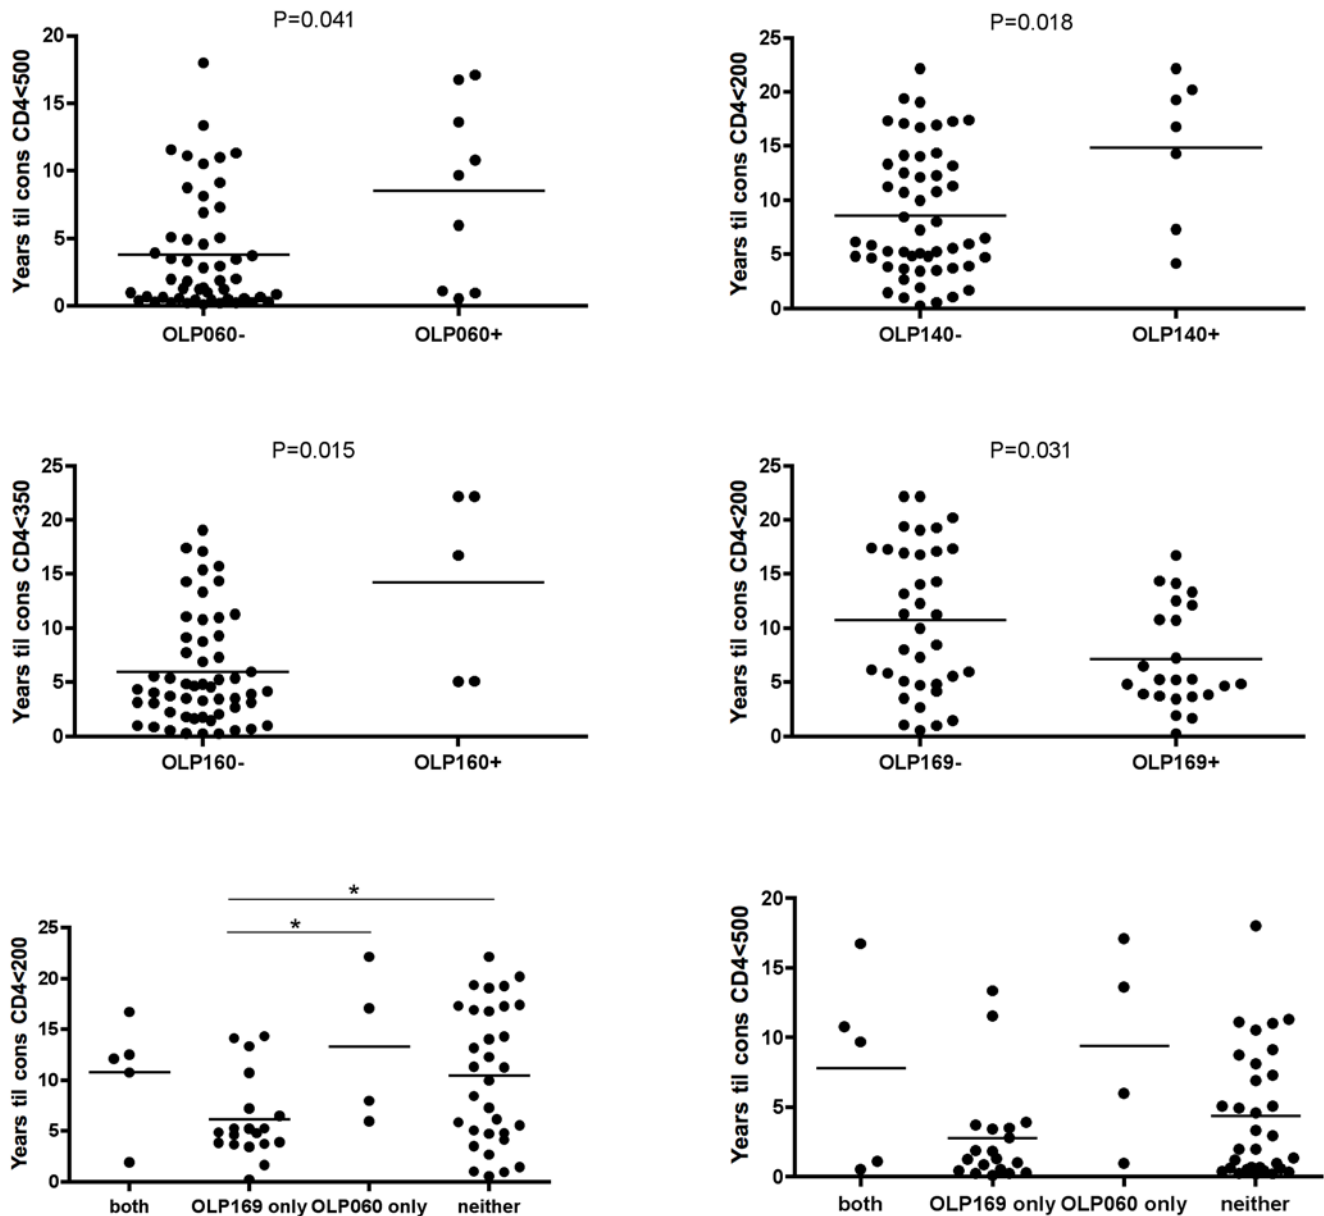 P=0.041
Years til cons CD4<500
20
15
10
5
0
OLP060-
OLP060+
P=0.018
Years til cons CD4<200
25
20
15
10
5
0
OLP140-
OLP140+
P=0.015
Years til cons CD4<350
25
20
15
10
5
0
OLP160-
OLP160+
P=0.031
Years til cons CD4<200
25
20
15
10
5
0
OLP169-
OLP169+
*
*
Years til cons CD4<200
25
20
15
10
5
0
both
OLP169 only
OLP060 only
neither
Years til cons CD4<500
20
15
10
5
0
both
OLP169 only
OLP060 only
neither